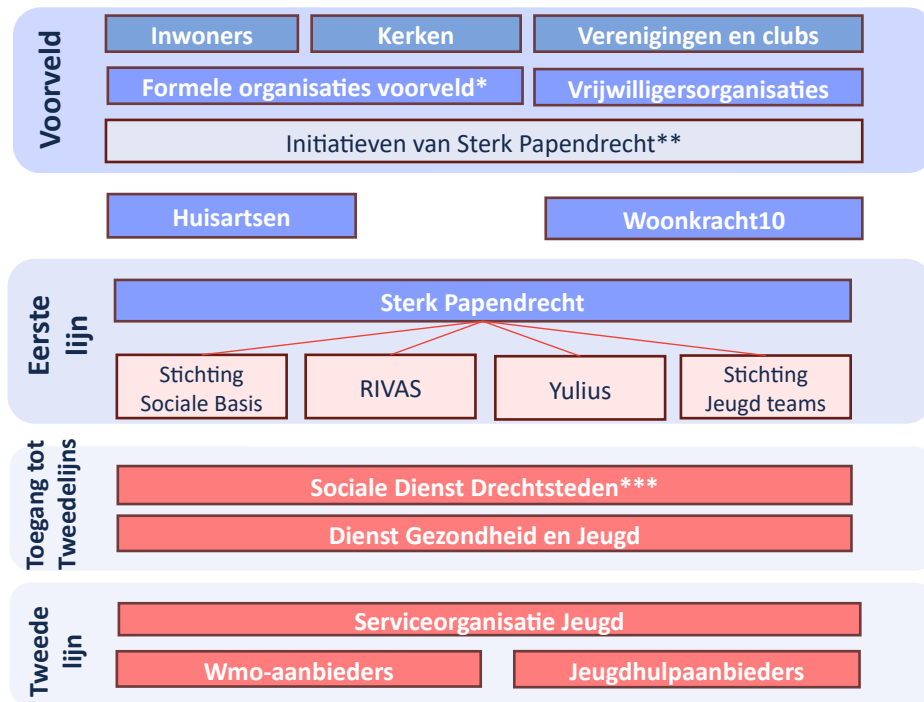 Voorveld
Inwoners
Kerken
Verenigingen en clubs
Formele organisaties voorveld*
Vrijwilligersorganisaties
Initiatieven van Sterk Papendrecht**
Huisartsen
Woonkracht10
Eerste
lijn
Sterk Papendrecht
Stichting
Sociale Basis
RIVAS
Yulius
Stichting
Jeugd teams
Toegang tot
Tweedelijns
Sociale Dienst Drechtsteden***
Dienst Gezondheid en Jeugd
Tweede
lijn
Serviceorganisatie Jeugd
Wmo-aanbieders
Jeugdhulpaanbieders